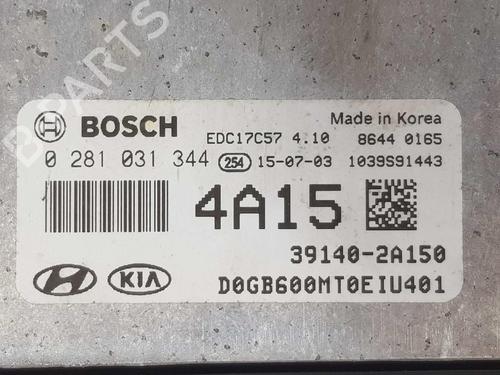 BOSCH
EDC17C57 4.10
Made in Korea
8644 0165
0 281 031 344
254
15-07-03
1039S91443
4A15
39140-2A150
KIA
D0GB600MT0EIU401
B-PARTS